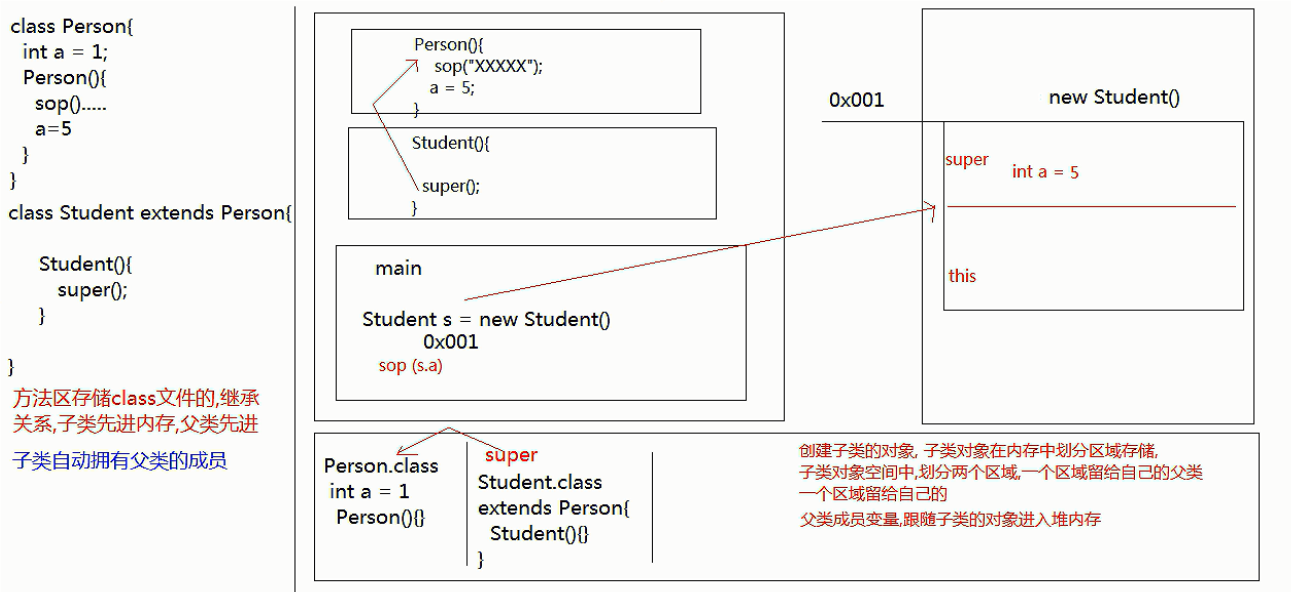 class Person{
int a = 1;
Person(){
sop().....
a=5
}
}
class Student extends Person{
Student(){
super();
}
}
方法区存储class文件的,继承
关系,子类先进内存,父类先进
子类自动拥有父类的成员
Person(){
sop("XXXXX");
a = 5;
}
Student(){
super();
}
main
Student s = new Student()
0x001
sop (s.a)
0x001
new Student()
super
int a = 5
this
Person.class
int a = 1
Person(){}
super
Student.class
extends Person{
Student(){}
}
创建子类的对象, 子类对象在内存中划分区域存储,
子类对象空间中,划分两个区域,一个区域留给自己的父类
一个区域留给自己的
父类成员变量,跟随子类的对象进入堆内存